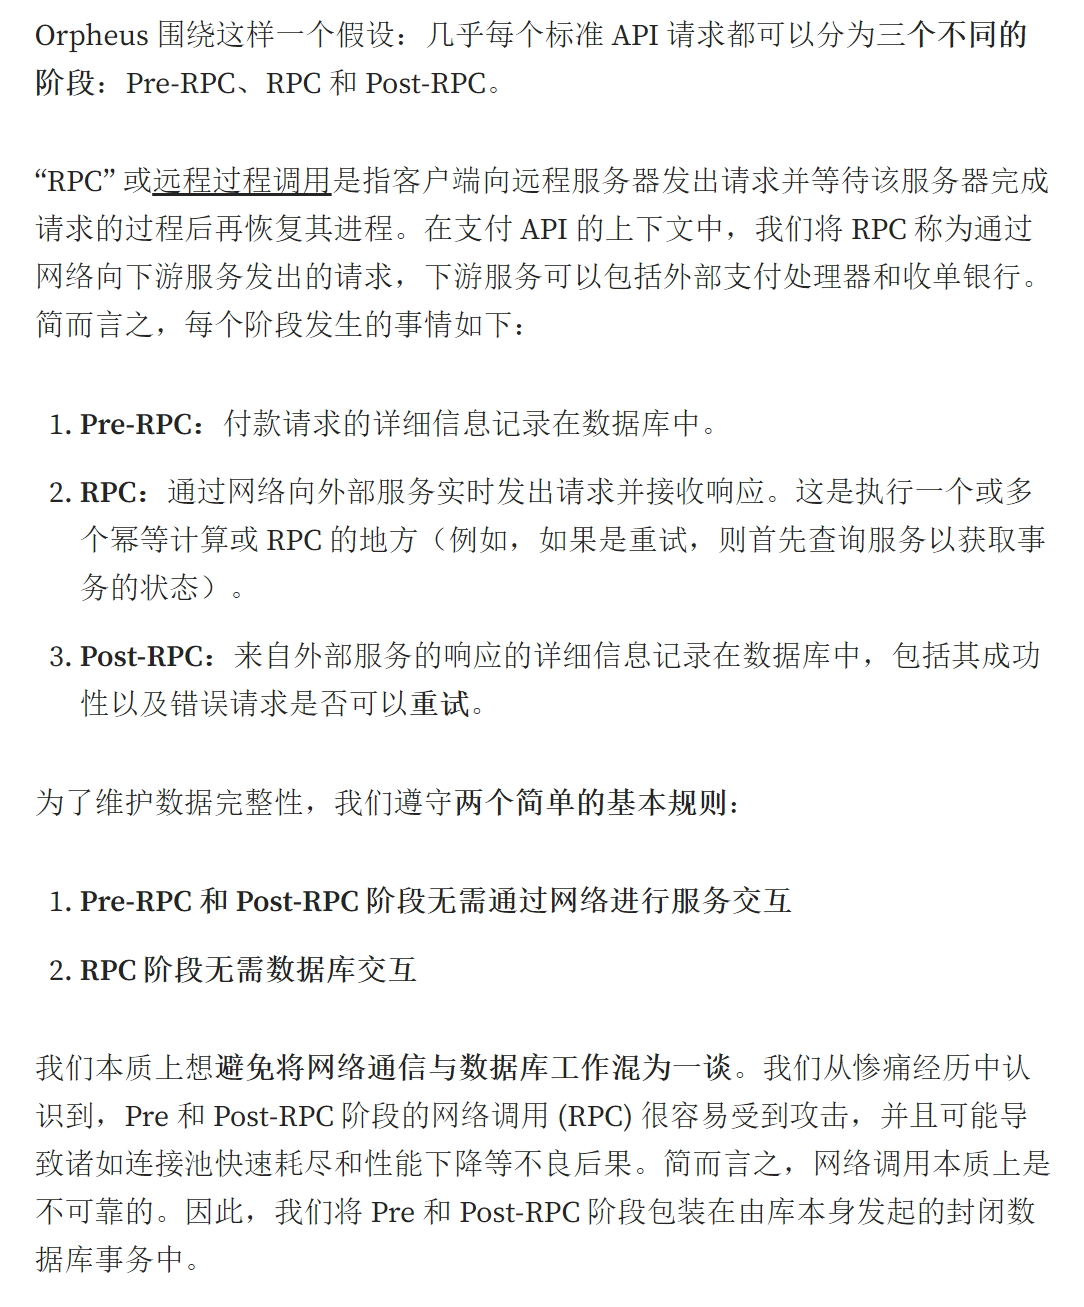 Orpheus 围绕这样一个假设：几乎每个标准 API 请求都可以分为三个不同的
阶段：Pre-RPC、RPC 和 Post-RPC。
“RPC” 或远程过程调用是指客户端向远程服务器发出请求并等待该服务器完成
请求的过程后再恢复其进程。在支付 API 的上下文中，我们将 RPC 称为通过
网络向下游服务发出的请求，下游服务可以包括外部支付处理器和收单银行。
简而言之，每个阶段发生的事情如下：
1. Pre-RPC：付款请求的详细信息记录在数据库中。
2. RPC：通过网络向外部服务实时发出请求并接收响应。这是执行一个或多
个幂等计算或 RPC 的地方（例如，如果是重试，则首先查询服务以获取事
务的状态）。
3. Post-RPC：来自外部服务的响应的详细信息记录在数据库中，包括其成功
性以及错误请求是否可以重试。
为了维护数据完整性，我们遵守两个简单的基本规则：
1. Pre-RPC 和 Post-RPC 阶段无需通过网络进行服务交互
2. RPC 阶段无需数据库交互
我们本质上想避免将网络通信与数据库工作混为一谈。我们从惨痛经历中认
识到，Pre 和 Post-RPC 阶段的网络调用 (RPC) 很容易受到攻击，并且可能导
致诸如连接池快速耗尽和性能下降等不良后果。简而言之，网络调用本质上是
不可靠的。因此，我们将 Pre 和 Post-RPC 阶段包装在由库本身发起的封闭数
据库事务中。